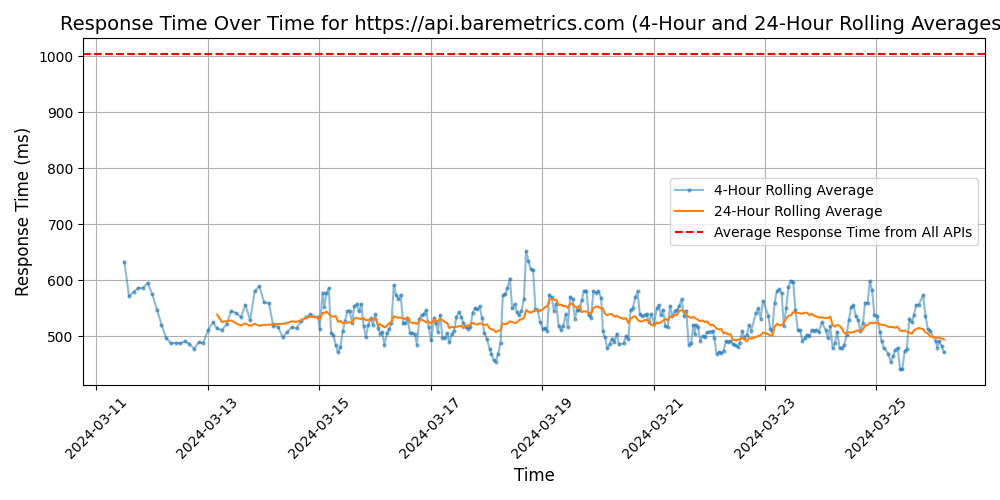 Response Time Over Time for https://api.baremetrics.com (4-Hour and 24-Hour Rolling Averages
Response Time (ms)
1000
900
800
700
600
500
4-Hour Rolling Average
24-Hour Rolling Average
Average Response Time from All APIs
2024-03-11
2024-03-13
2024-03-15
2024-03-17
2024-03-19
2024-03-21
2024-03-23
2024-03-25
Time